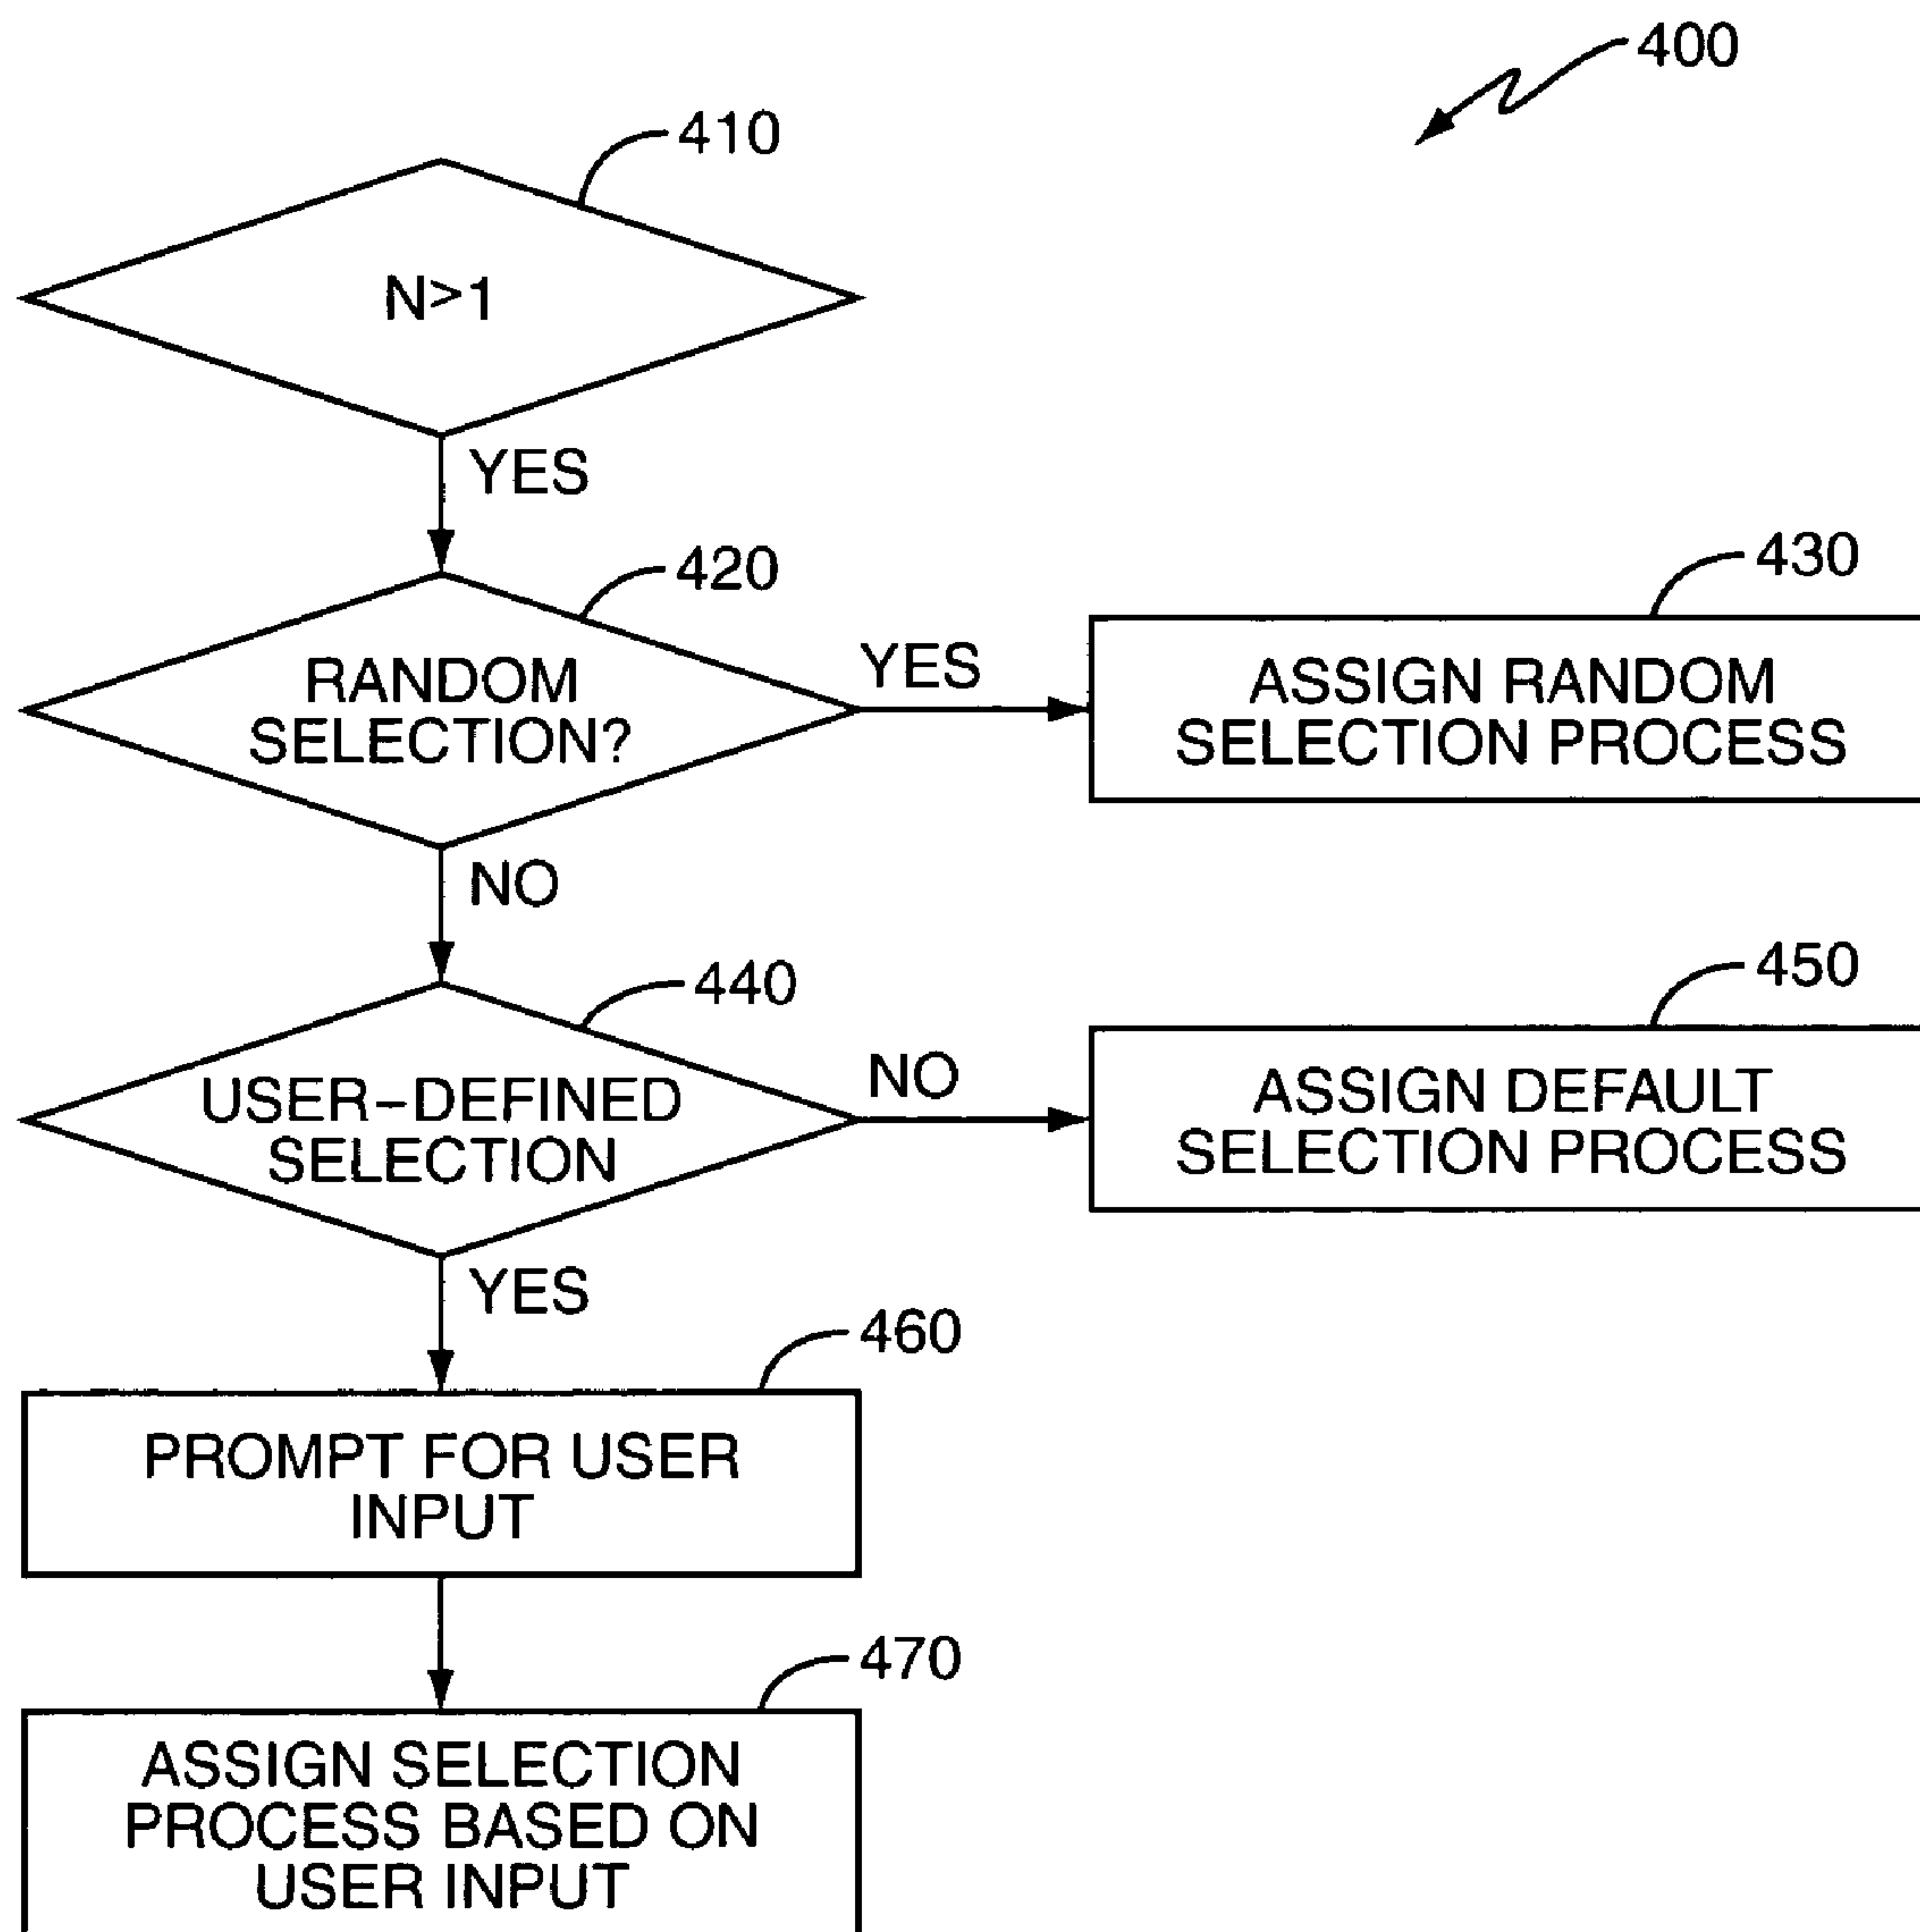 400
410
N>1
YES
420
RANDOM
SELECTION?
YES
430
ASSIGN RANDOM
SELECTION PROCESS
NO
440
USER-DEFINED
SELECTION
NO
450
ASSIGN DEFAULT
SELECTION PROCESS
YES
460
PROMPT FOR USER
INPUT
470
ASSIGN SELECTION
PROCESS BASED ON
USER INPUT